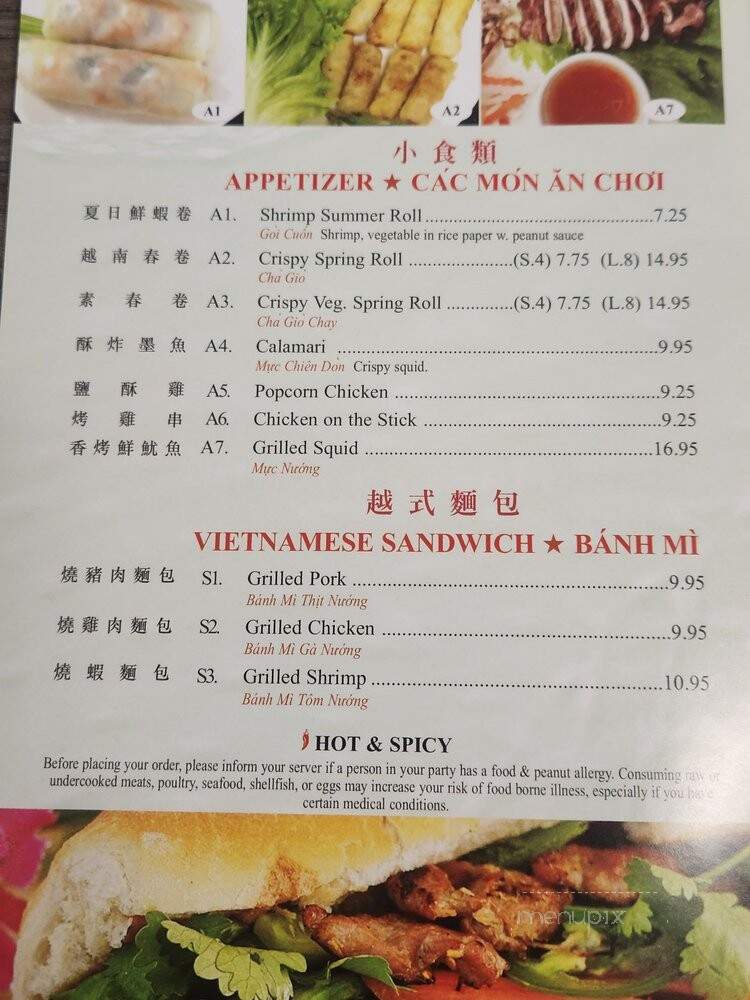 A1
A2
A7
小食類
APPETIZER ★ CÁC MÓN ĂN CHƠI
夏日鮮蝦卷 A1. Shrimp Summer Roll..........7.25
Gỏi Cuốn Shrimp, vegetable in rice paper w. peanut sauce
越南春卷 A2. Crispy Spring Roll ..........(S.4) 7.75 (L.8) 14.95
Chả Giò
素春卷 A3. Crispy Veg. Spring Roll ..........(S.4) 7.75 (L.8) 14.95
Chả Giò Chay
酥炸墨魚 A4. Calamari ..........9.95
Mực Chiên Dòn Crispy squid.
鹽酥雞 A5. Popcorn Chicken ..........9.25
烤雞串 A6. Chicken on the Stick ..........9.25
香烤鮮魷魚 A7. Grilled Squid ..........16.95
Mực Nướng
越式麵包
VIETNAMESE SANDWICH ★ BÁNH MÌ
燒豬肉麵包 S1. Grilled Pork ..........9.95
Bánh Mì Thịt Nướng
燒雞肉麵包 S2. Grilled Chicken ..........9.95
Bánh Mì Gà Nướng
燒蝦麵包 S3. Grilled Shrimp ..........10.95
Bánh Mì Tôm Nướng
HOT & SPICY
Before placing your order, please inform your server if a person in your party has a food & peanut allergy. Consuming raw or
undercooked meats, poultry, seafood, shellfish, or eggs may increase your risk of food borne illness, especially if you have
certain medical conditions.
menupix